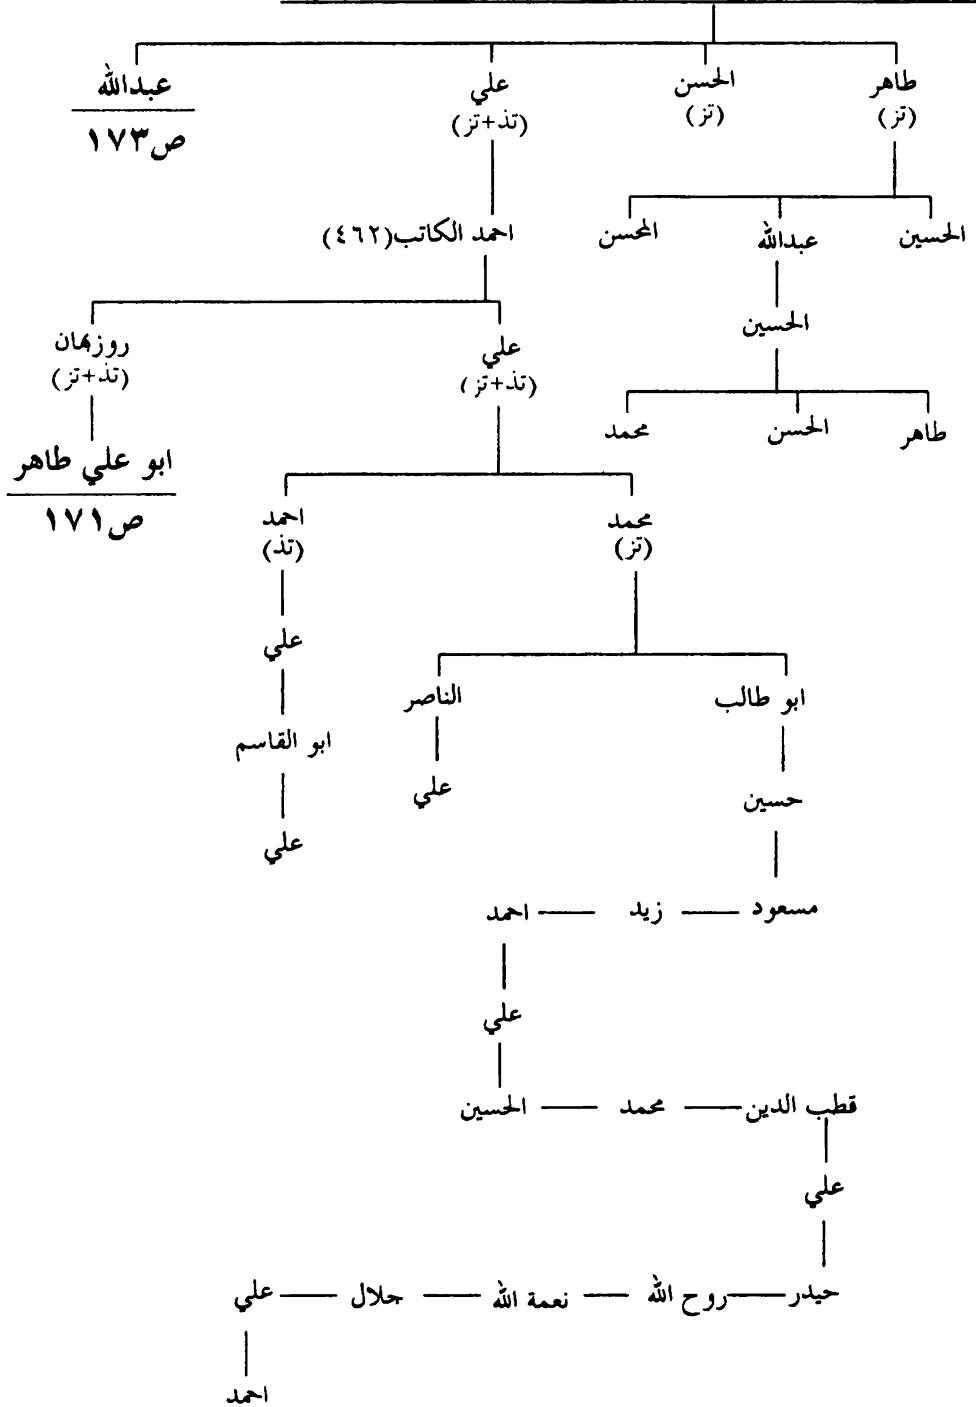 طاهر الحسن علي عبدالله
(تز) (تز) (تذ+تز) ص١٧٣
الحسين عبدالله المحسن احمد الكاتب(٤٦٢)
الحسين
علي روزبهان
(تذ+تز) (تذ+تز)
طاهر الحسن محمد
ابو علي طاهر
ص١٧١
محمد احمد
(تز) (تذ)
علي
ابو طالب الناصر
ابو القاسم
حسين علي
علي
مسعود زيد احمد
علي
قطب الدين محمد الحسين
علي
حيدر روح الله نعمة الله جلال علي
احمد